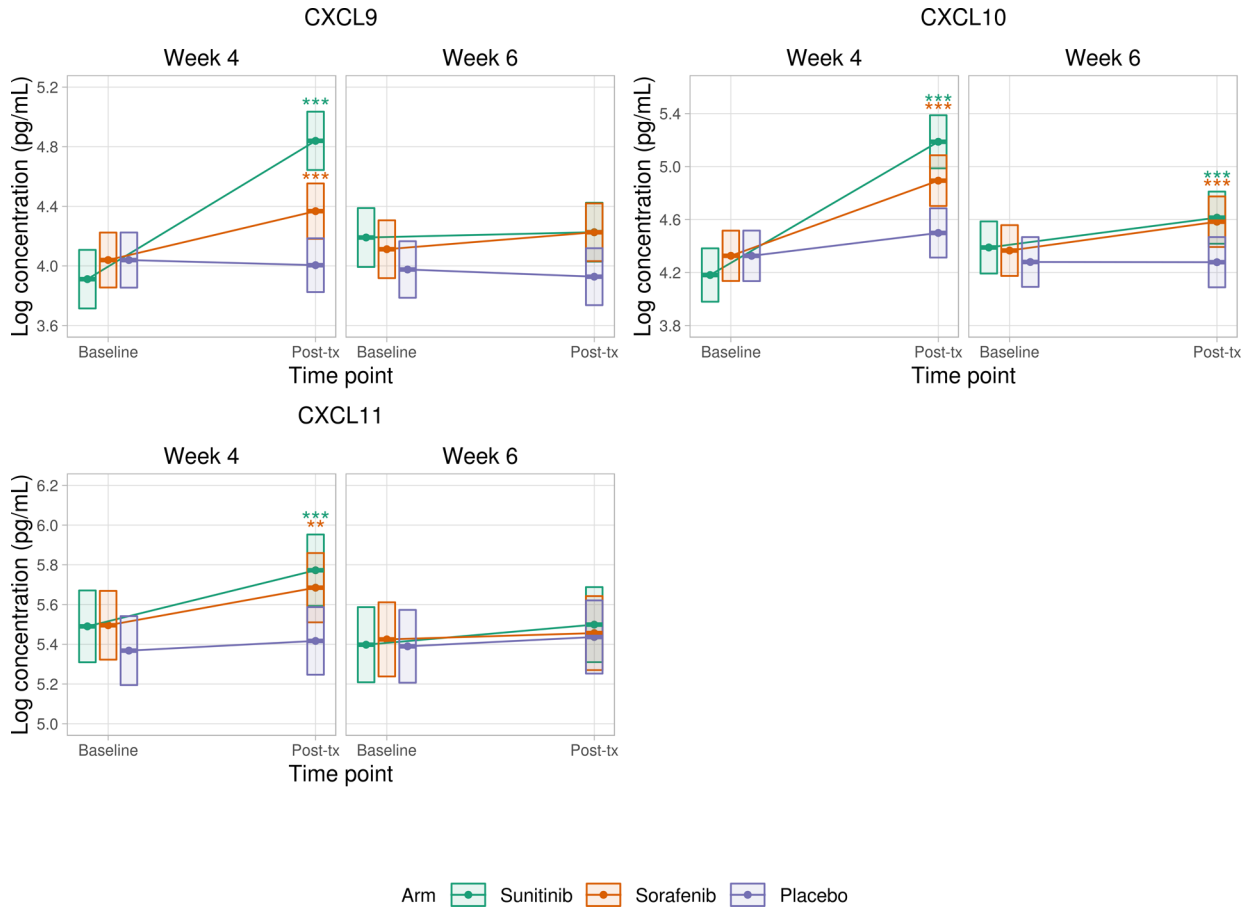 CXCL9
Week 4 Week 6
Log concentration (pg/mL)
5.2
4.8
4.4
4.0
3.6
*** 
***
Baseline Post-tx Baseline Post-tx
Time point
CXCL10
Week 4 Week 6
Log concentration (pg/mL)
5.4
5.0
4.6
4.2
3.8
***
***
***
***
Baseline Post-tx Baseline Post-tx
Time point
CXCL11
Week 4 Week 6
Log concentration (pg/mL)
6.2
6.0
5.8
5.6
5.4
5.2
5.0
***
**
Baseline Post-tx Baseline Post-tx
Time point
Arm Sunitinib Sorafenib Placebo